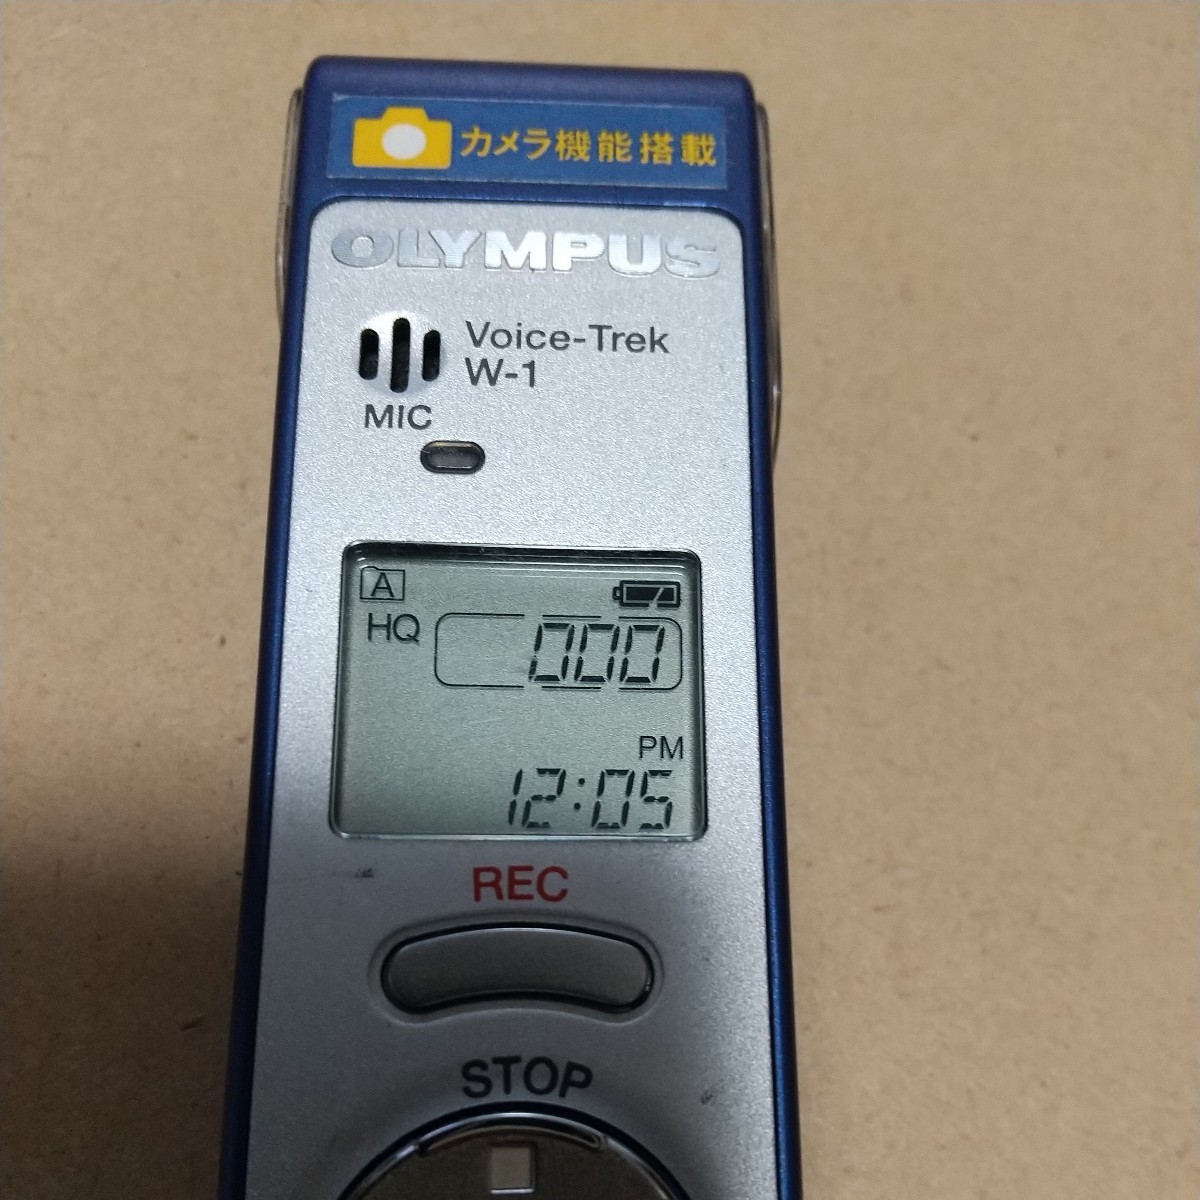 カメラ機能搭載
OLYMPUS
Voice-Trek
W-1
MIC
A
HQ
000
PM
12:05
REC
STOP